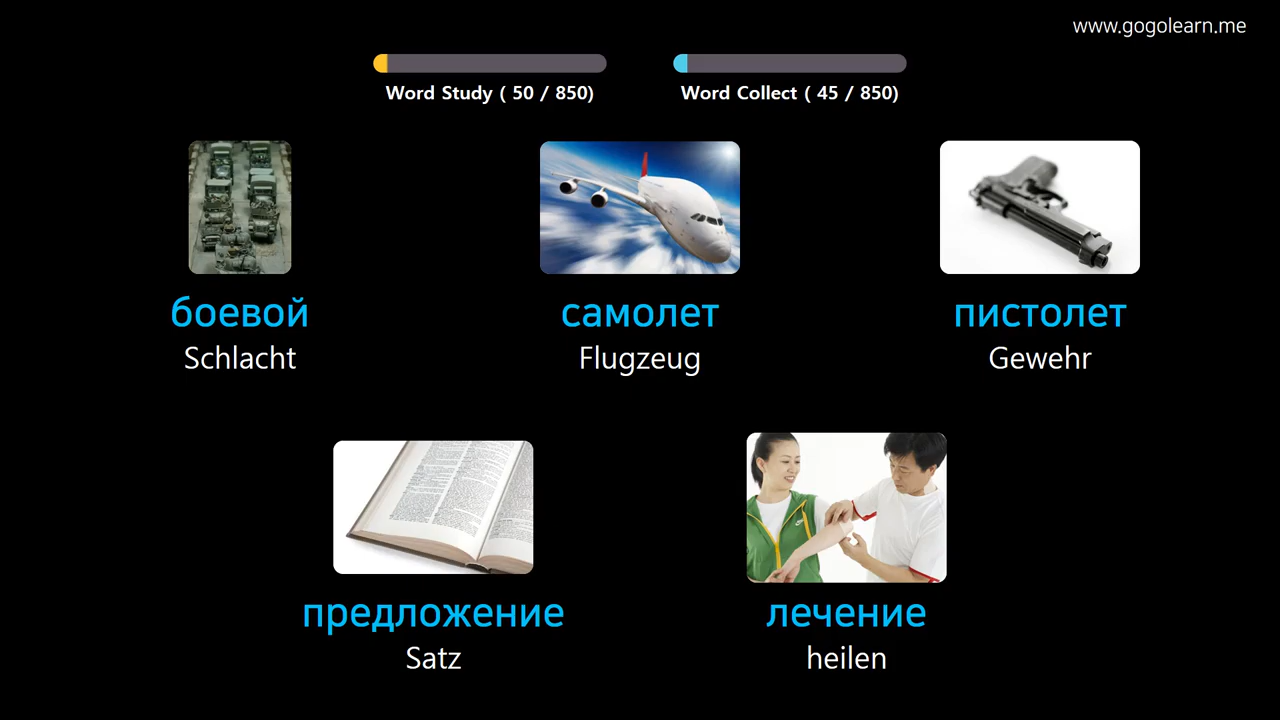 www.gogolearn.me
Word Study ( 50 / 850)
Word Collect ( 45 / 850)
боевой
Schlacht
самолет
Flugzeug
пистолет
Gewehr
предложение
Satz
лечение
heilen